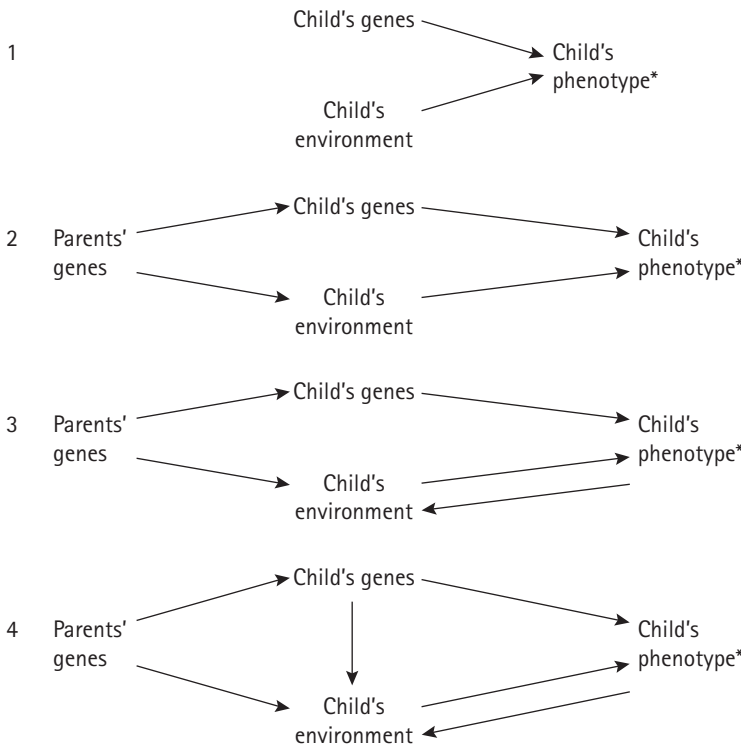 Child's genes
1
Child's
phenotype*
Child's
environment
Child's genes
2 Parents' Child's
genes phenotype*
Child's
environment
Child's genes
3 Parents' Child's
genes phenotype*
Child's
environment
Child's genes
4 Parents' Child's
genes phenotype*
Child's
environment